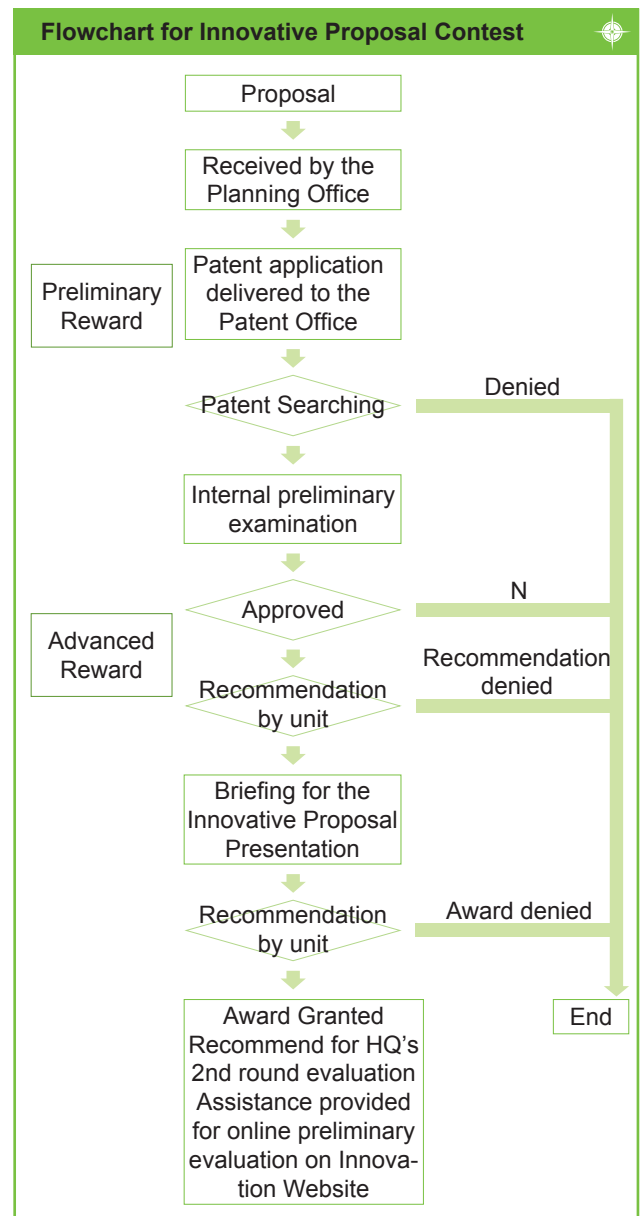 Flowchart for Innovative Proposal Contest
Proposal
Received by the
Planning Office
Preliminary
Reward
Patent application
delivered to the
Patent Office
Patent Searching
Denied
Internal preliminary
examination
Approved
N
Advanced
Reward
Recommendation
by unit
Recommendation
denied
Briefing for the
Innovative Proposal
Presentation
Recommendation
by unit
Award denied
Award Granted
Recommend for HQ’s
2nd round evaluation
Assistance provided
for online preliminary
evaluation on Innova-
tion Website
End